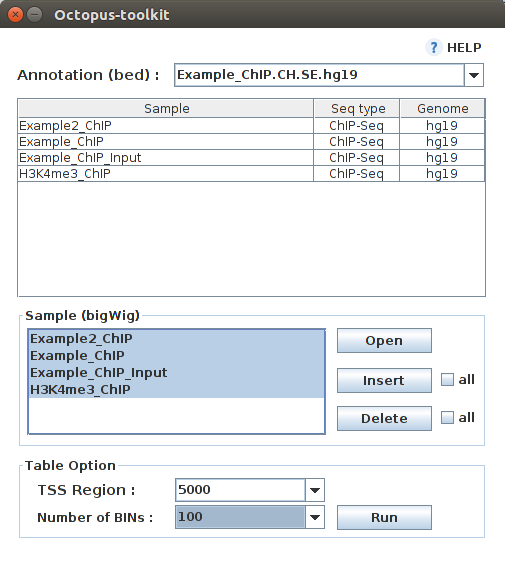 Octopus-toolkit
? HELP
Annotation (bed) : Example_ChIP.CH.SE.hg19
Sample Seq type Genome
Example2_ChIP ChIP-Seq hg19
Example_ChIP ChIP-Seq hg19
Example_ChIP_Input ChIP-Seq hg19
H3K4me3_ChIP ChIP-Seq hg19
Sample (bigWig)
Example2_ChIP
Example_ChIP
Example_ChIP_Input
H3K4me3_ChIP
Open
Insert all
Delete all
Table Option
TSS Region : 5000
Number of BINs : 100 Run